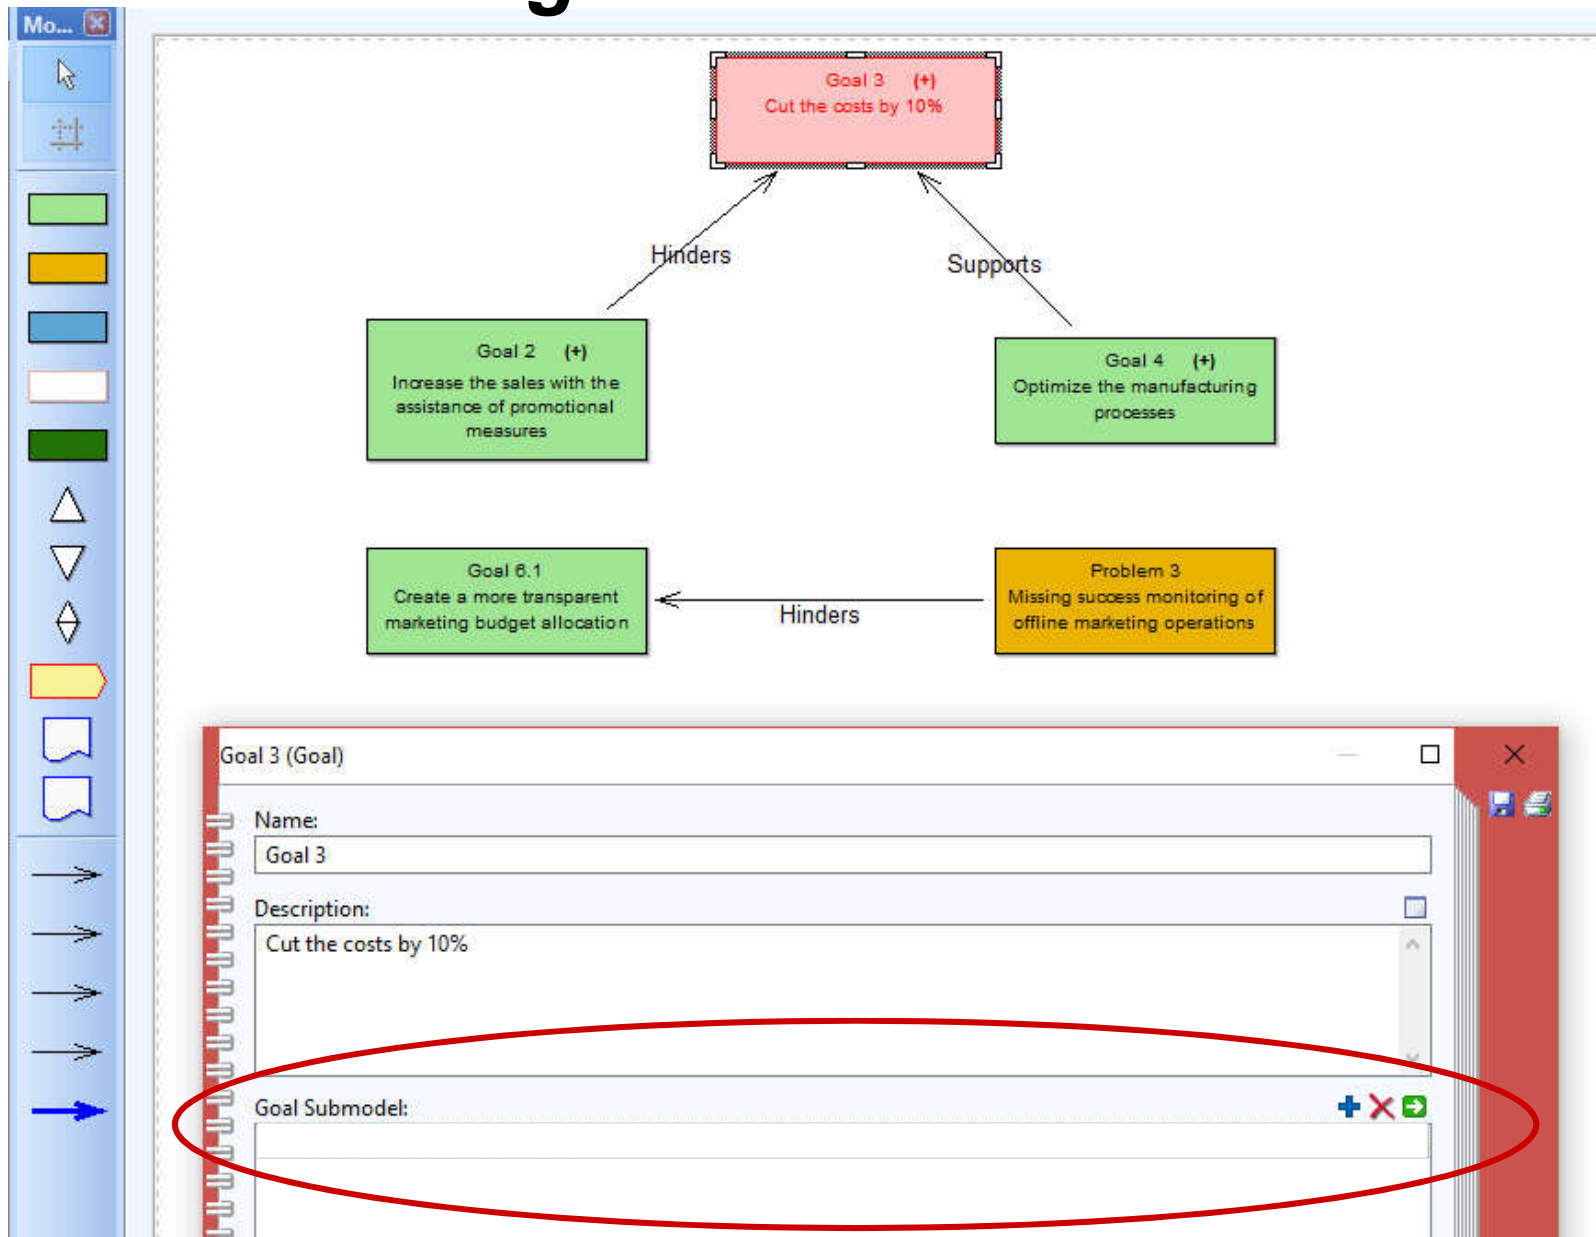 Mo...
Goal 3 (+)
Cut the costs by 10%
Hinders
Supports
Goal 2 (+)
Increase the sales with the
assistance of promotional
measures
Goal 4 (+)
Optimize the manufacturing
processes
Goal 6.1
Create a more transparent
marketing budget allocation
Hinders
Problem 3
Missing success monitoring of
offline marketing operations
Goal 3 (Goal)
Name:
Goal 3
Description:
Cut the costs by 10%
Goal Submodel: